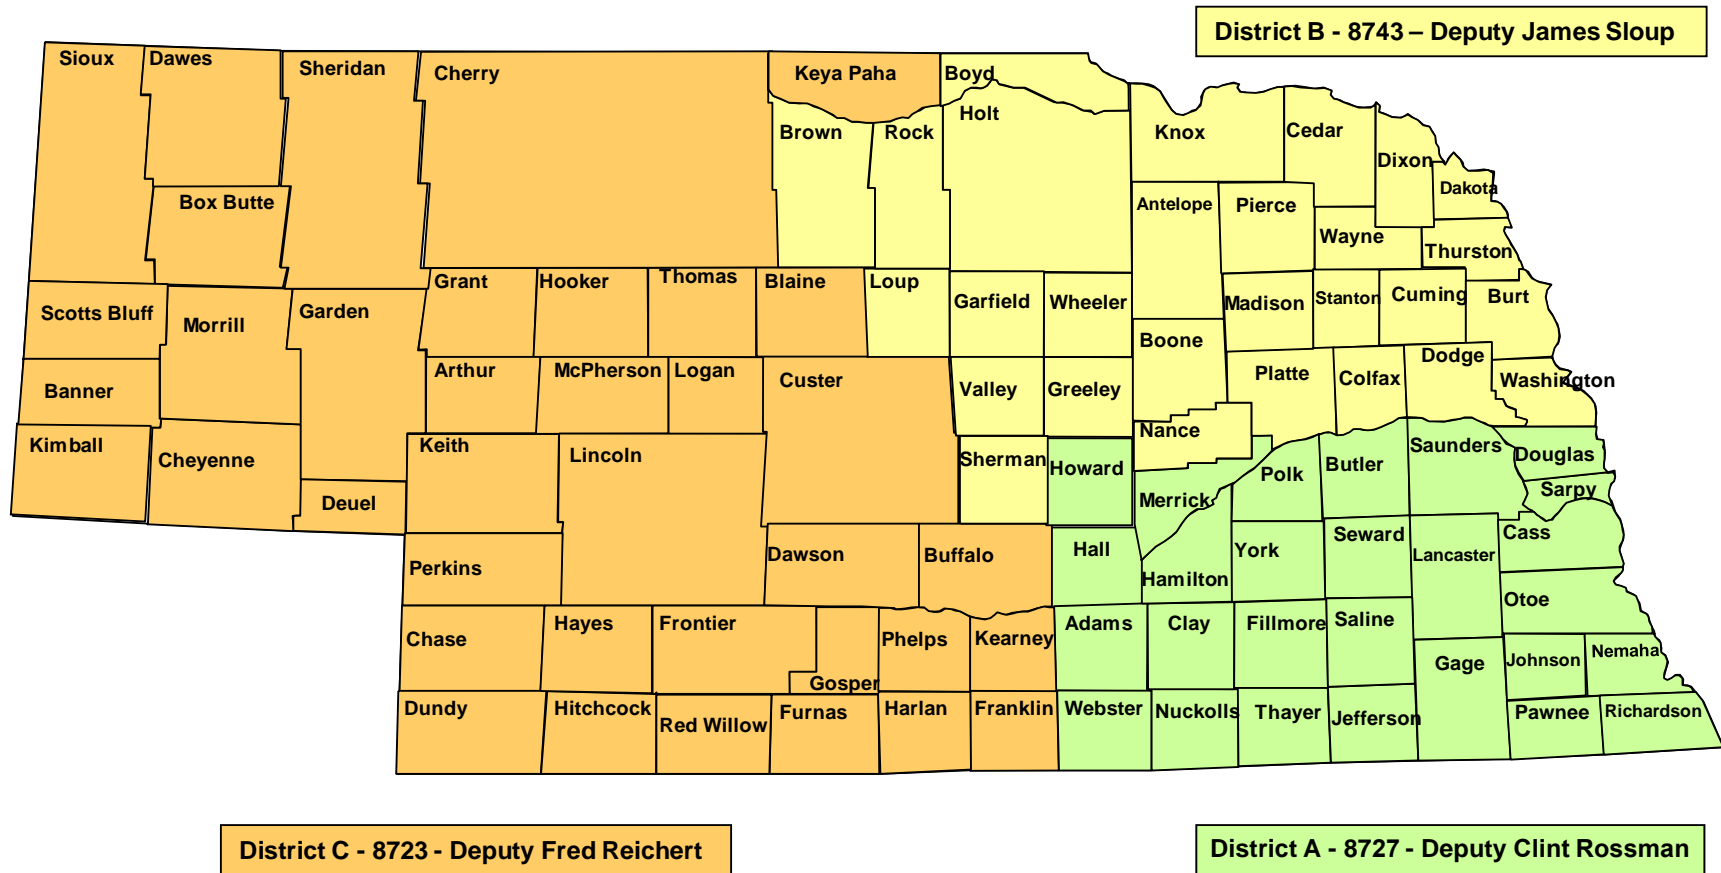 District B - 8743 – Deputy James Sloup
Sioux
Dawes
Sheridan
Cherry
Keya Paha
Boyd
Holt
Brown
Rock
Knox
Cedar
Dixon
Dakota
Box Butte
Antelope
Pierce
Wayne
Thurston
Grant
Hooker
Thomas
Blaine
Loup
Garfield
Wheeler
Madison
Stanton
Cuming
Burt
Scotts Bluff
Morrill
Garden
Boone
Dodge
Banner
Arthur
McPherson
Logan
Custer
Valley
Greeley
Platte
Colfax
Washington
Kimball
Cheyenne
Keith
Lincoln
Sherman
Howard
Nance
Polk
Butler
Saunders
Douglas
Sarpy
Deuel
Merrick
Perkins
Dawson
Buffalo
Hall
Hamilton
York
Seward
Lancaster
Cass
Otoe
Chase
Hayes
Frontier
Gosper
Phelps
Kearney
Adams
Clay
Fillmore
Saline
Gage
Johnson
Nemaha
Dundy
Hitchcock
Red Willow
Furnas
Harlan
Franklin
Webster
Nuckolls
Thayer
Jefferson
Pawnee
Richardson
District C - 8723 - Deputy Fred Reichert
District A - 8727 - Deputy Clint Rossman